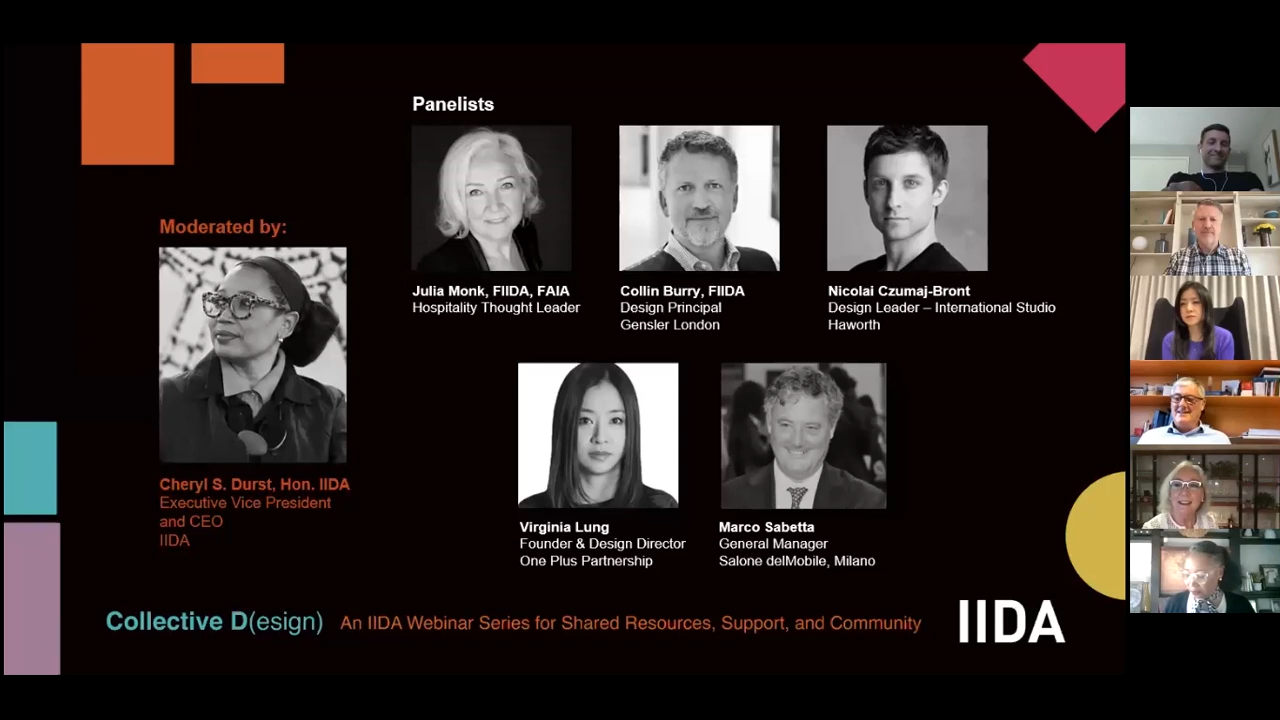 Panelists
Moderated by:
Julia Monk, FIIDA, FAIA
Hospitality Thought Leader
Collin Burry, FIIDA
Design Principal
Gensler London
Nicolai Czumaj-Bront
Design Leader – International Studio
Haworth
Cheryl S. Durst, Hon. IIDA
Executive Vice President
and CEO
IIDA
Virginia Lung
Founder & Design Director
One Plus Partnership
Marco Sabetta
General Manager
Salone delMobile, Milano
Collective D(esign) An IIDA Webinar Series for Shared Resources, Support, and Community
IIDA